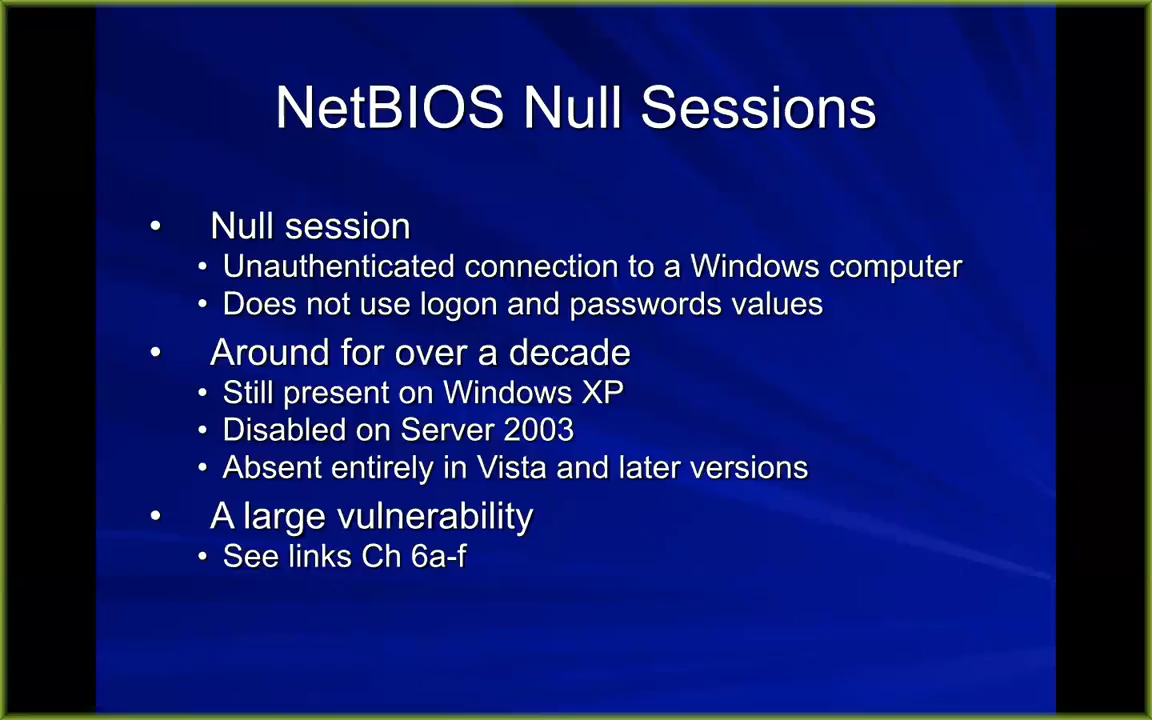 NetBIOS Null Sessions
• Null session
• Unauthenticated connection to a Windows computer
• Does not use logon and passwords values
• Around for over a decade
• Still present on Windows XP
• Disabled on Server 2003
• Absent entirely in Vista and later versions
• A large vulnerability
• See links Ch 6a-f